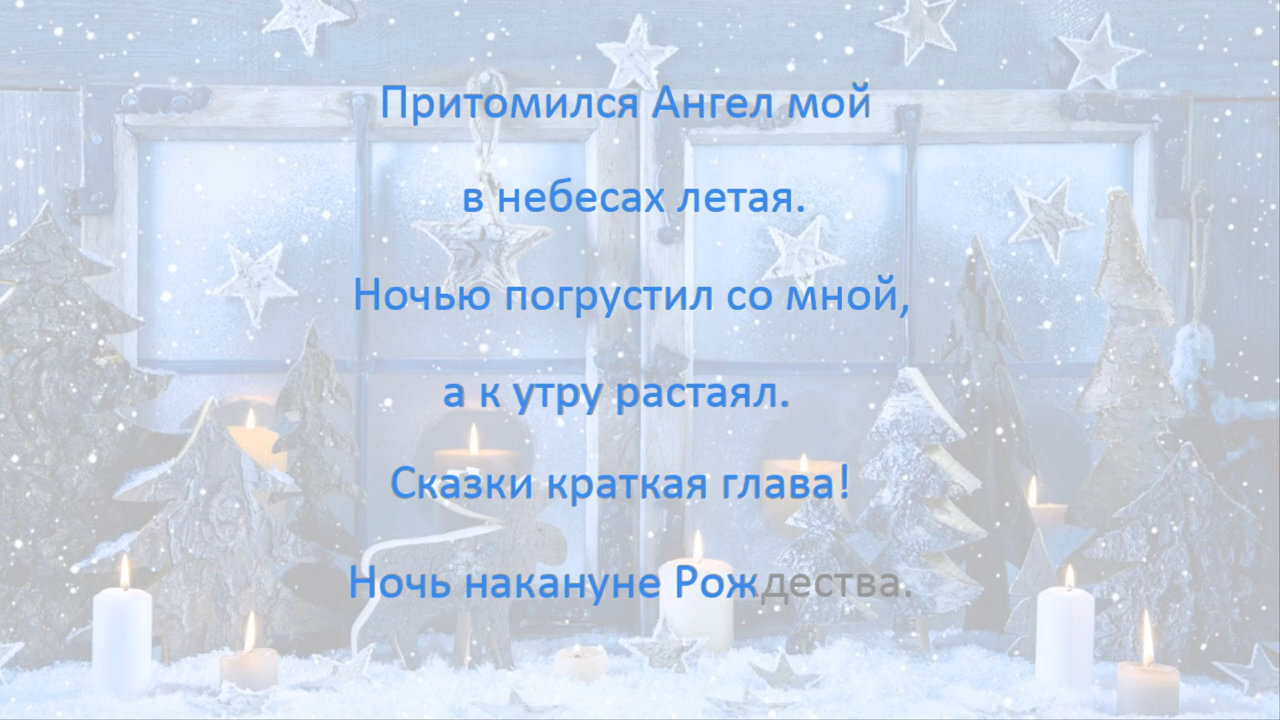 Притомился Ангел мой
в небесах летая.
Ночью погрустил со мной,
а к утру растаял.
Сказки краткая глава!
Ночь накануне Рождества.